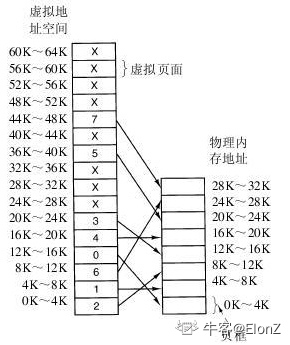 虚拟地
址空间
60K～64K X
56K～60K X 虚拟页面
52K～56K X
48K～52K X
44K～48K 7
40K～44K X
36K～40K 5
32K～36K X
28K～32K X
24K～28K X
20K～24K 3
16K～20K 4
12K～16K 0
8K～12K 6
4K～8K 1
0K～4K 2
物理内
存地址
28K～32K
24K～28K
20K～24K
16K～20K
12K～16K
8K～12K
4K～8K
0K～4K
页框
牛客@ElonZ